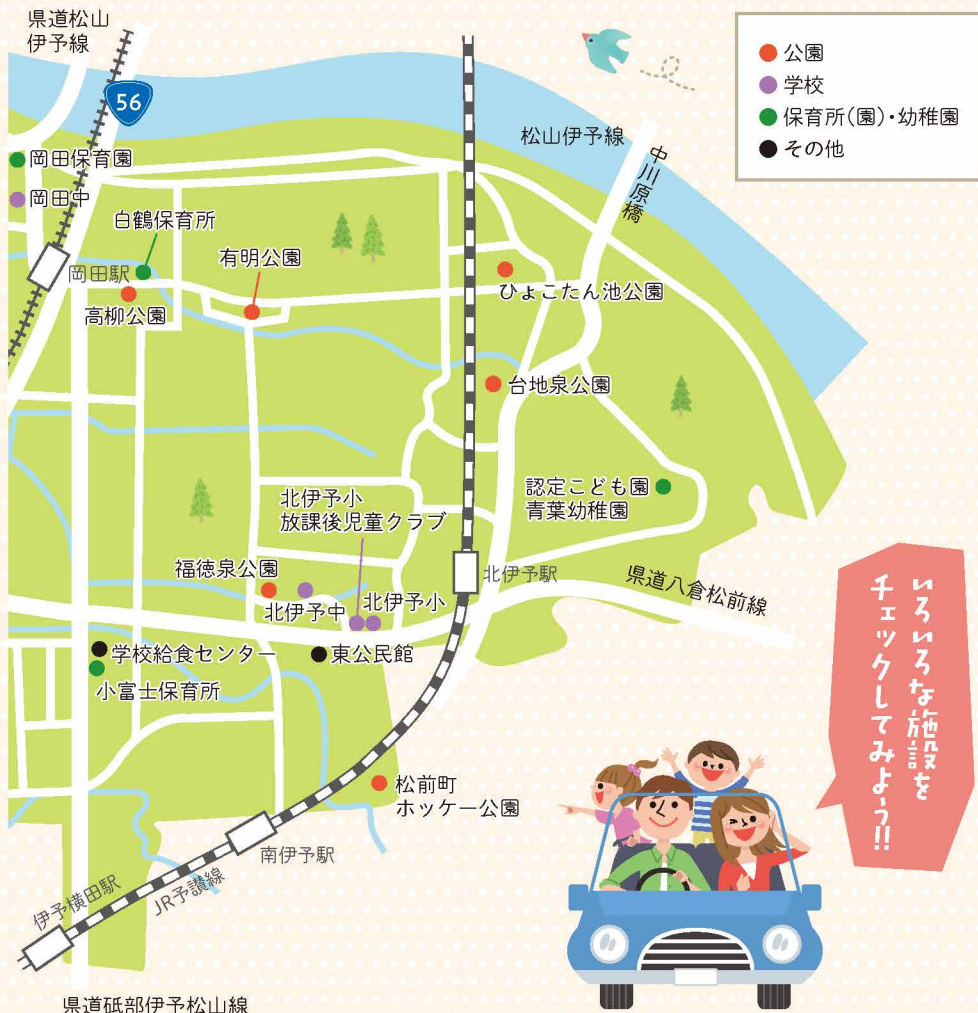 県道松山
伊予線
56
公園
学校
保育所(園)・幼稚園
その他
松山伊予線
中川原橋
岡田保育園
岡田中
白鶴保育所
有明公園
岡田駅
高柳公園
ひょこたん池公園
台地泉公園
認定こども園
青葉幼稚園
北伊予小
放課後児童クラブ
福徳泉公園
北伊予中
北伊予小
北伊予駅
県道八倉松前線
学校給食センター
東公民館
小富士保育所
松前町
ホッケー公園
南伊予駅
伊予横田駅
JR予讃線
県道砥部伊予松山線
いろいろな施設を
チェックしてみよう!!